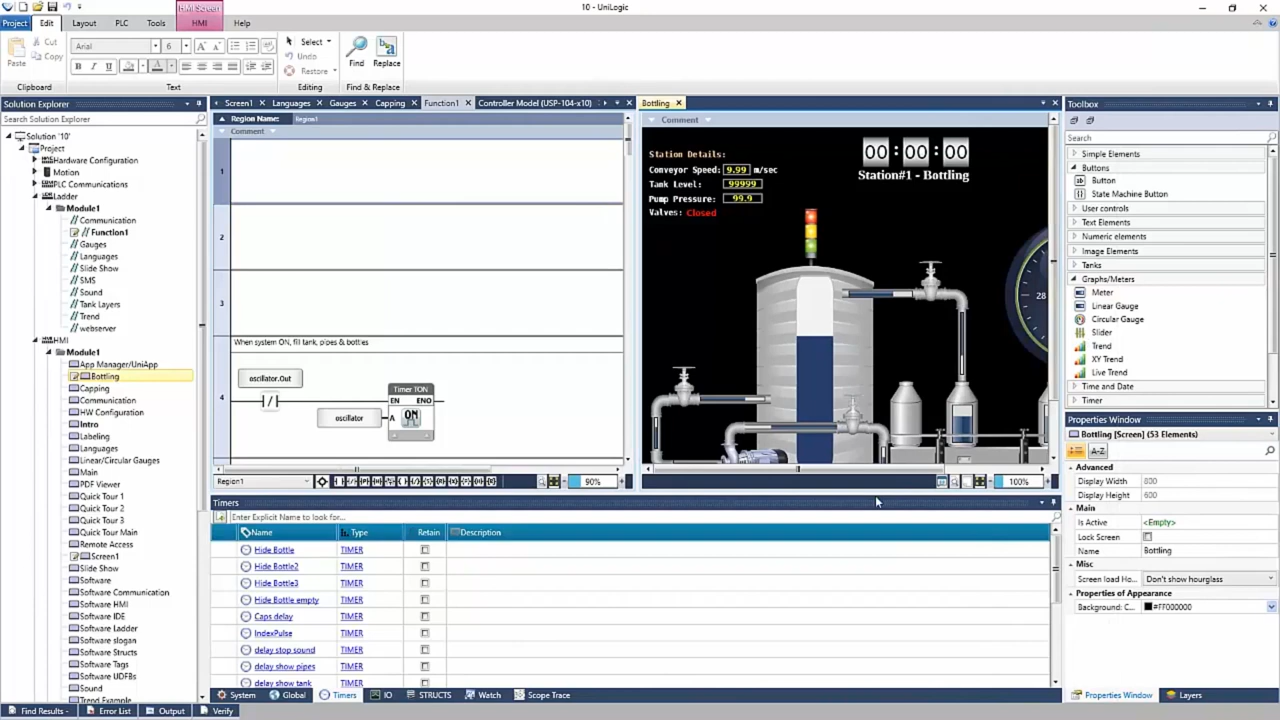 10 - UniLogic
HMI Screen
Project
Edit
Layout
PLC
Tools
HMI
Help
Paste
Cut
Copy
Clipboard
Arial
6
B
I
U
Text
Select
Undo
Restore
Editing
Find
Replace
Find & Replace
Solution Explorer
Search Solution Explorer
Solution '10'
Project
Hardware Configuration
Motion
PLC Communications
Ladder
Module1
Communication
Function1
Gauges
Languages
Slide Show
SMS
Sound
Tank Layers
Trend
webserver
HMI
Module1
App Manager/UniApp
Bottling
Capping
Communication
HW Configuration
Intro
Labeling
Languages
Linear/Circular Gauges
Main
PDF Viewer
Quick Tour 1
Quick Tour 2
Quick Tour 3
Quick Tour Main
Remote Access
Screen1
Slide Show
Software
Software Communication
Software HMI
Software IDE
Software Ladder
Software slogan
Software Structs
Software Tags
Software UDFBs
Sound
Trend Example
Screen1
Languages
Gauges
Capping
Function1
Controller Model (USP-104-x10)
Region Name: Region1
Comment
1
2
3
When system ON, fill tank, pipes & bottles
4
oscillator.Out
Timer TON
EN ENO
oscillator
A
ON
Region1
90%
Bottling
Comment
Station Details:
Conveyor Speed: 9.99 m/sec
Tank Level: 99999
Pump Pressure: 99.9
Valves: Closed
00:00:00
Station#1 - Bottling
28
100%
Timers
Enter Explicit Name to look for...
Name Type Retain Description
Hide Bottle TIMER
Hide Bottle2 TIMER
Hide Bottle3 TIMER
Hide Bottle empty TIMER
Caps delay TIMER
IndexPulse TIMER
delay stop sound TIMER
delay show pipes TIMER
delay show tank TIMER
System
Global
Timers
IO
STRUCTS
Watch
Scope Trace
Toolbox
Search
Simple Elements
Buttons
Button
State Machine Button
User controls
Text Elements
Numeric elements
Image Elements
Tanks
Graphs/Meters
Meter
Linear Gauge
Circular Gauge
Slider
Trend
XY Trend
Live Trend
Time and Date
Timer
Properties Window
Bottling [Screen] (53 Elements)
A-Z
Advanced
Display Width 800
Display Height 600
Main
Is Active <Empty>
Lock Screen
Name Bottling
Misc
Screen load Ho... Don't show hourglass
Properties of Appearance
Background: C... #FF000000
Properties Window
Layers
Find Results -
Error List
Output
Verify